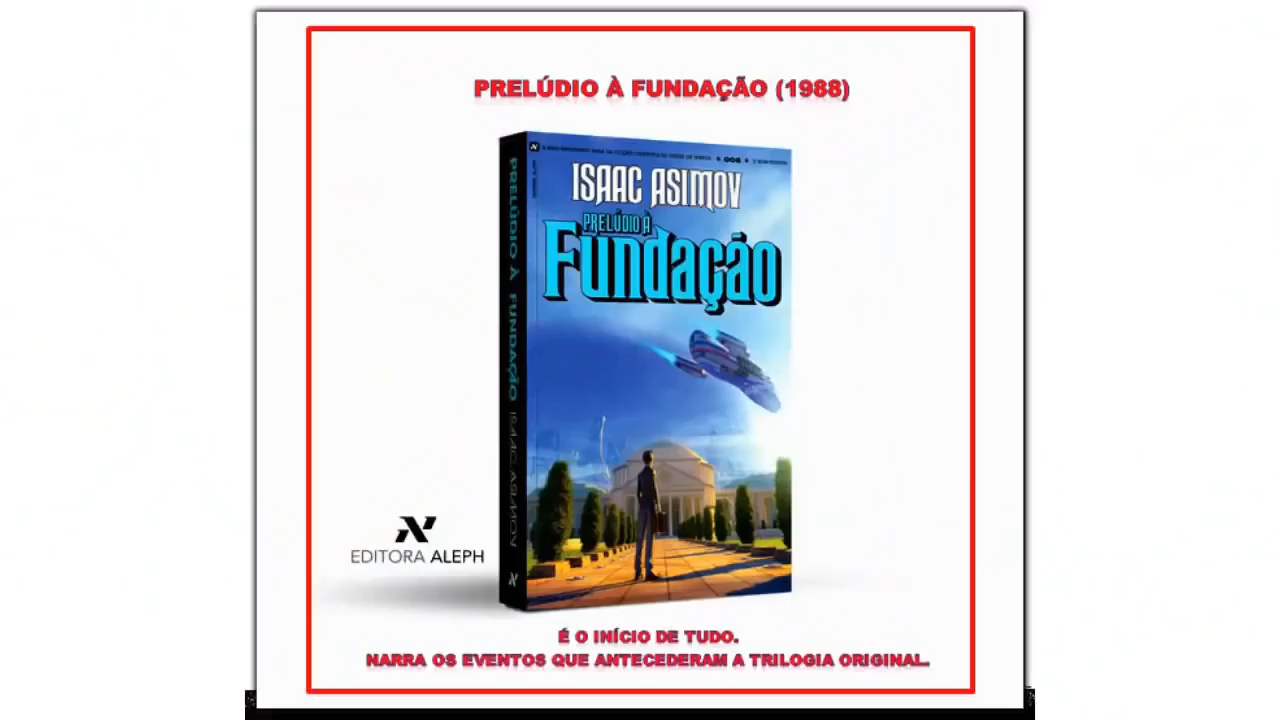 PRELÚDIO À FUNDAÇÃO (1988)
ISAAC ASIMOV
PRELÚDIO À
FUNDAÇÃO
PRELÚDIO À FUNDAÇÃO ISAAC ASIMOV
EDITORA ALEPH
É O INÍCIO DE TUDO.
NARRA OS EVENTOS QUE ANTECEDERAM A TRILOGIA ORIGINAL.